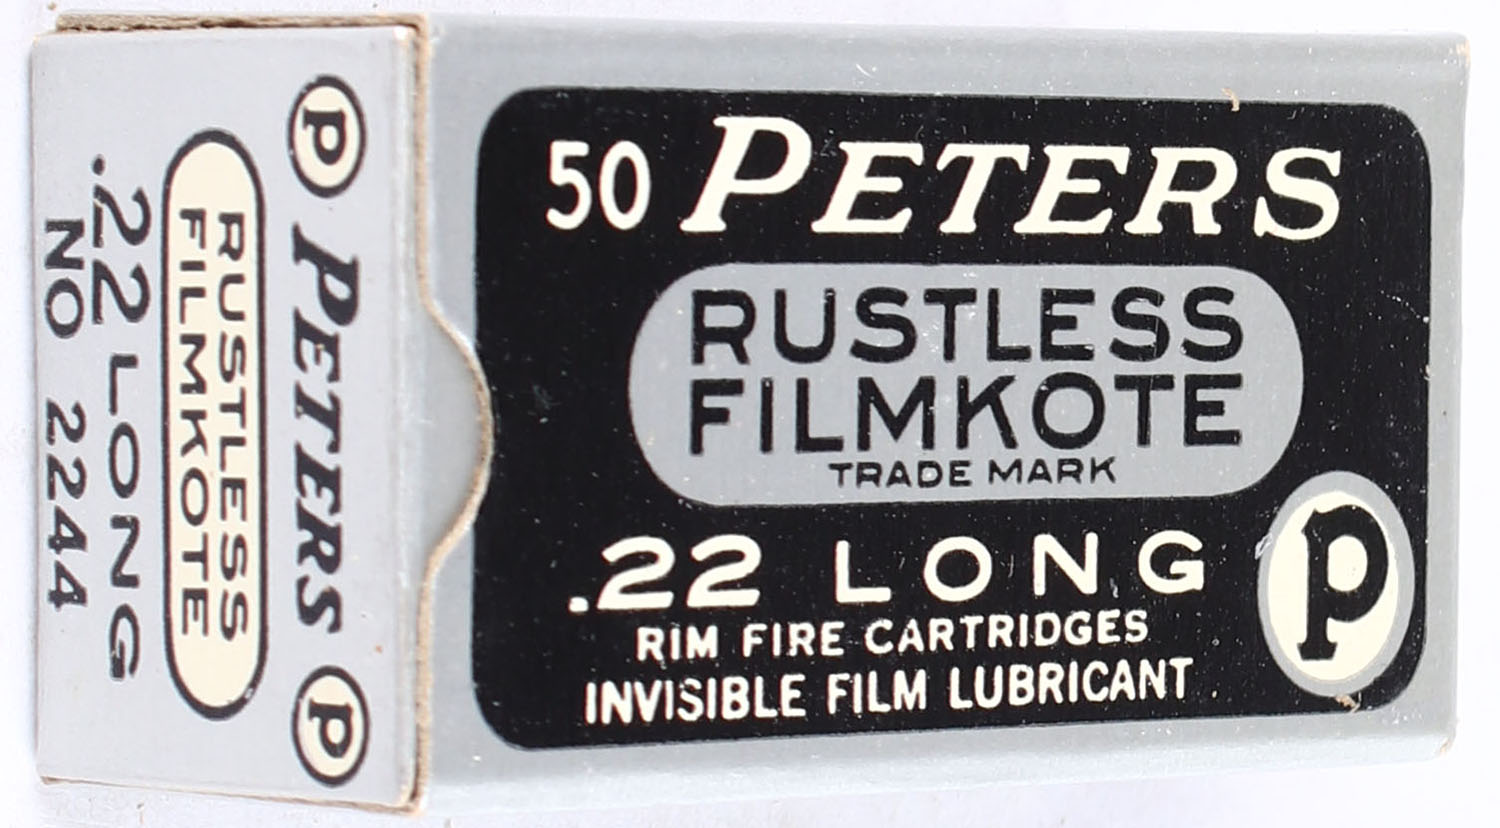 50 PETERS
RUSTLESS
FILMKOTE
TRADE MARK
.22 LONG
RIM FIRE CARTRIDGES
INVISIBLE FILM LUBRICANT
P
P PETERS P
RUSTLESS
FILMKOTE
.22 LONG
NO 2244